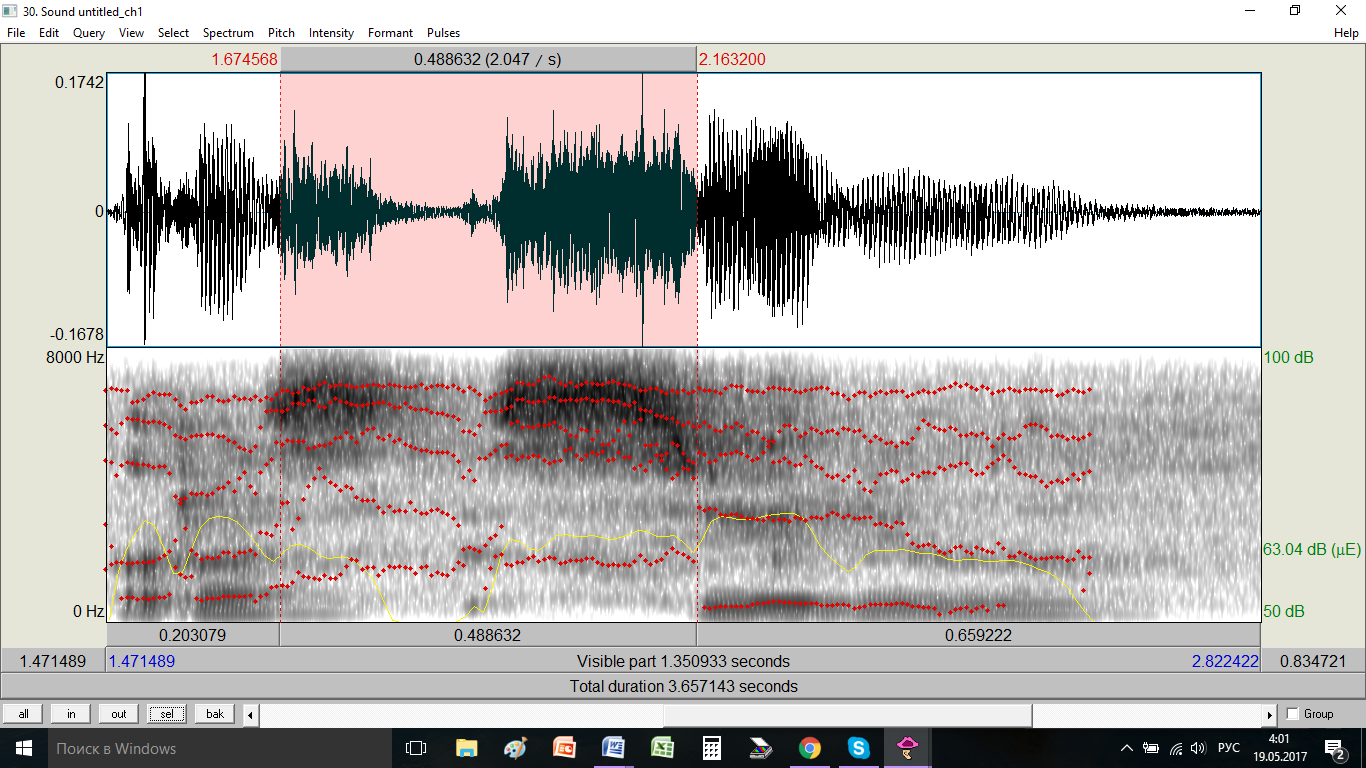 30. Sound untitled_ch1
File Edit Query View Select Spectrum Pitch Intensity Formant Pulses Help
1.674568 0.488632 (2.047 / s) 2.163200
0.1742
0
-0.1678
8000 Hz 100 dB
63.04 dB (µE)
0 Hz 50 dB
0.203079 0.488632 0.659222
1.471489 1.471489 Visible part 1.350933 seconds 2.822422 0.834721
Total duration 3.657143 seconds
all in out sel bak Group
Поиск в Windows РУС 4:01
19.05.2017 2